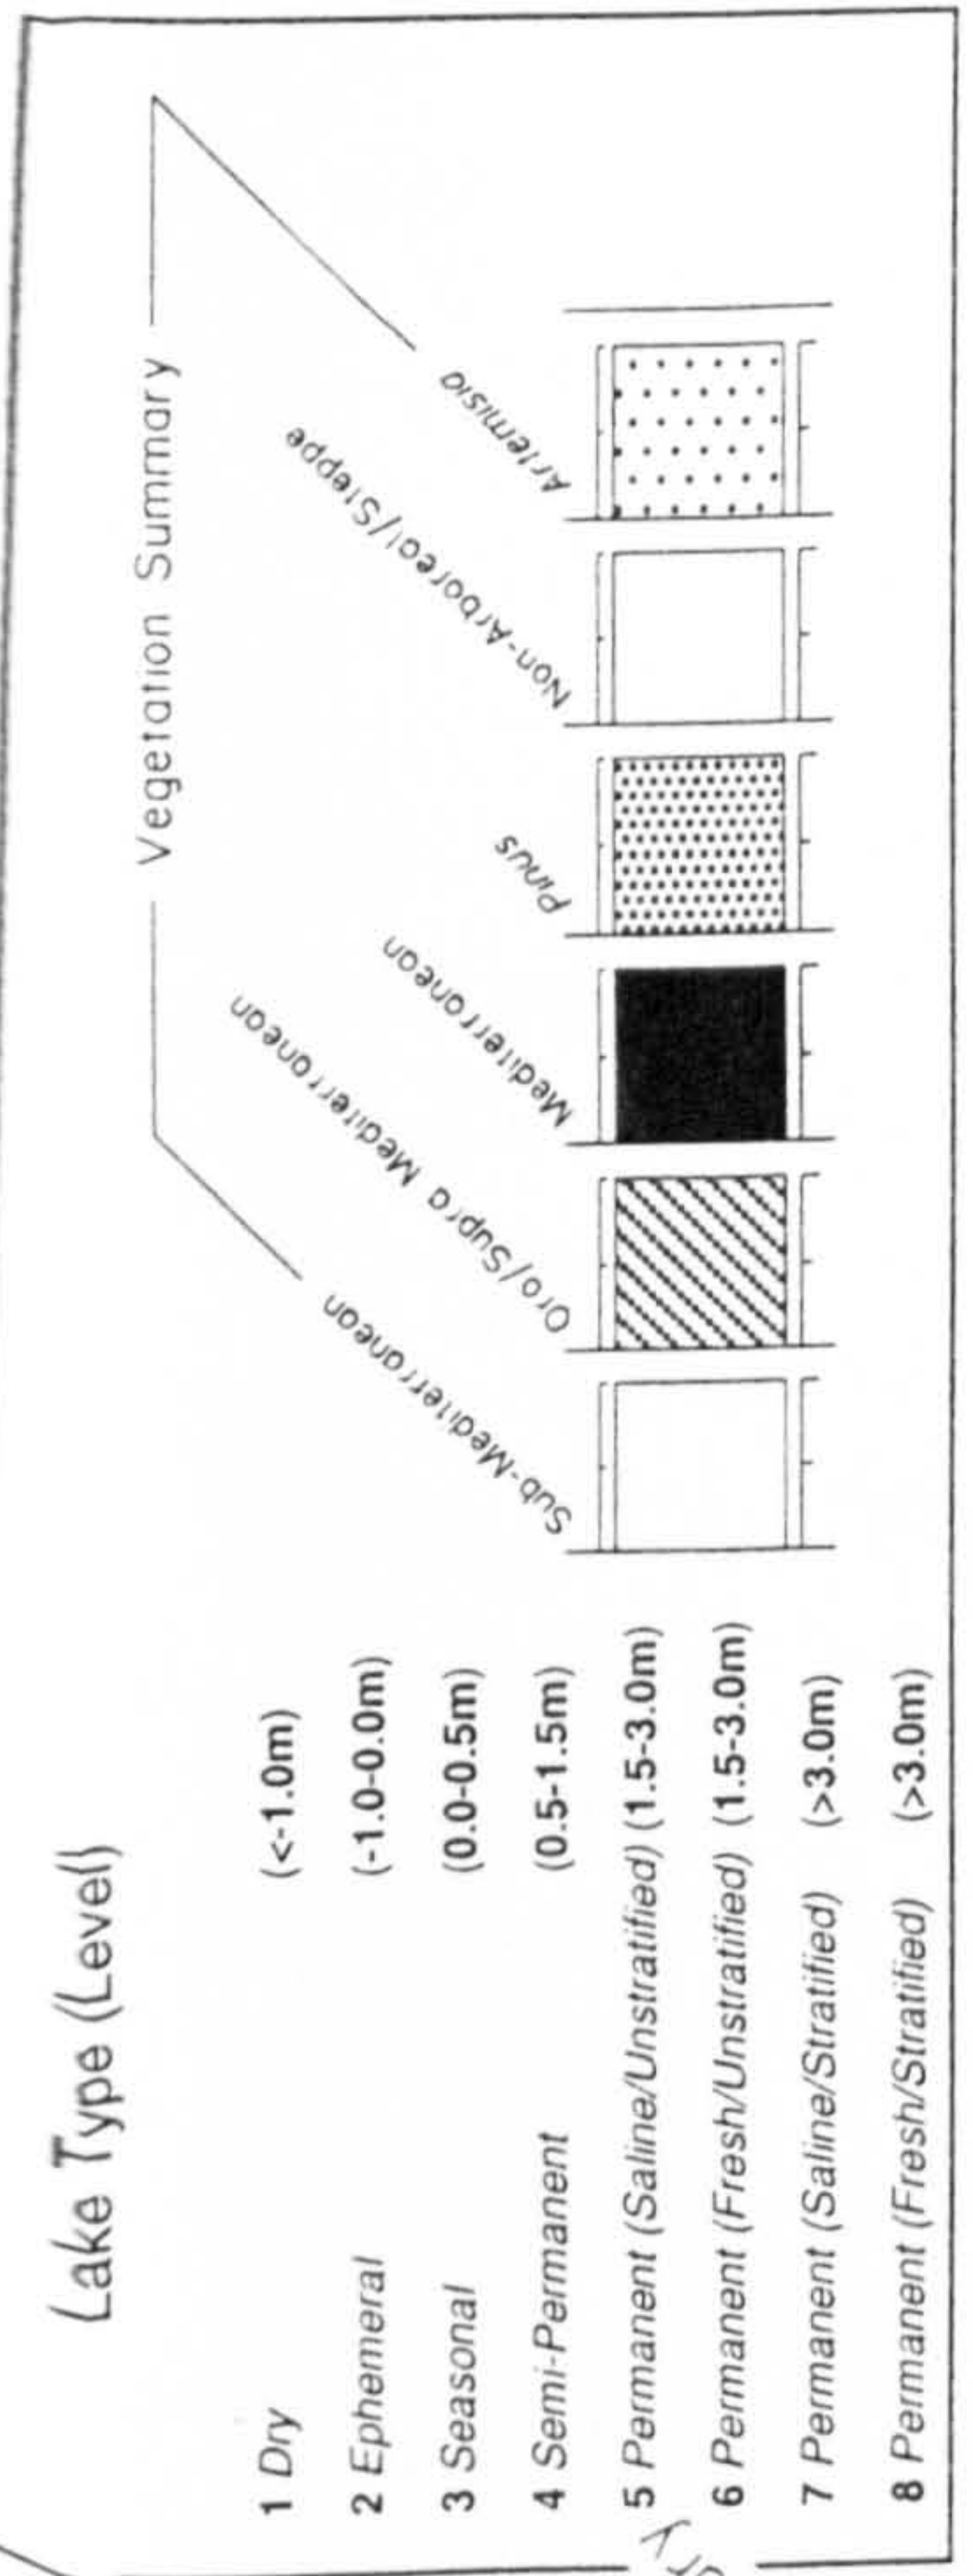 Lake Type (Level)
1 Dry (<-1.0m)
2 Ephemeral (-1.0-0.0m)
3 Seasonal (0.0-0.5m)
4 Semi-Permanent (0.5-1.5m)
5 Permanent (Saline/Unstratified) (1.5-3.0m)
6 Permanent (Fresh/Unstratified) (1.5-3.0m)
7 Permanent (Saline/Stratified) (>3.0m)
8 Permanent (Fresh/Stratified) (>3.0m)
Vegetation Summary
Sub-Mediterranean
Oro/Supra Mediterranean
Mediterranean
Pinus
Non-Arboreal/Steppe
Artemisia